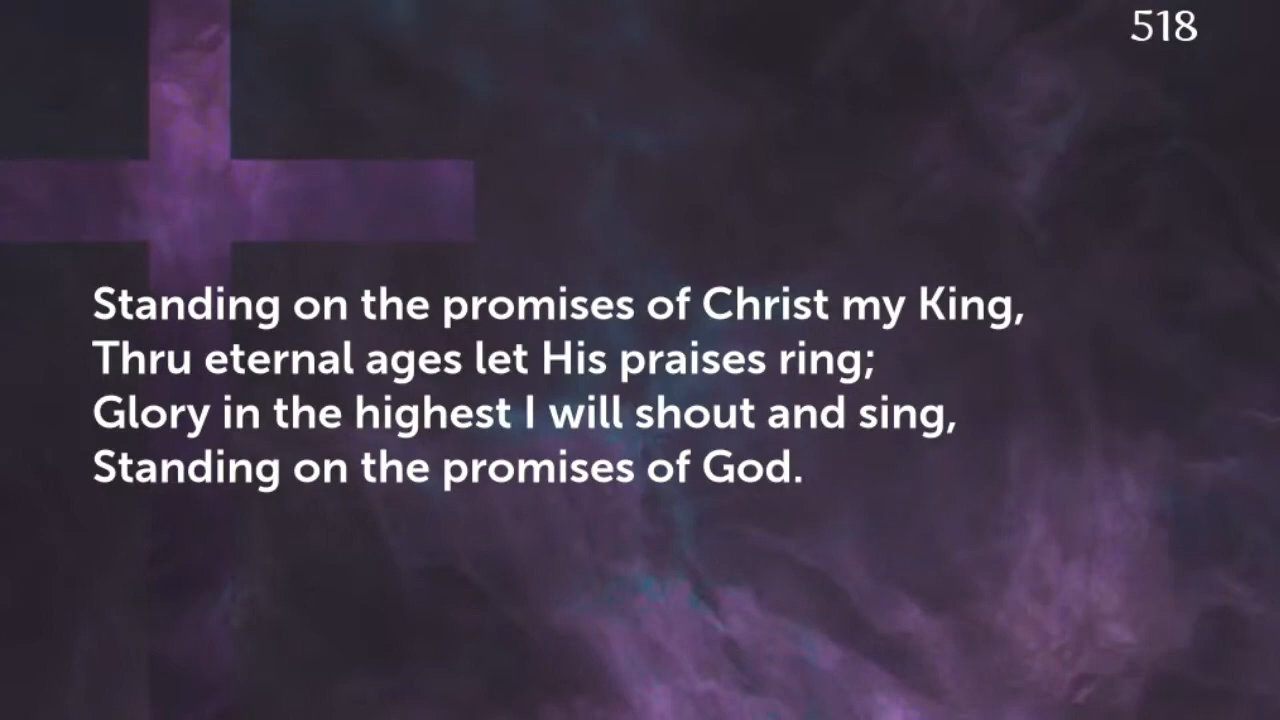 518
Standing on the promises of Christ my King,
Thru eternal ages let His praises ring;
Glory in the highest I will shout and sing,
Standing on the promises of God.